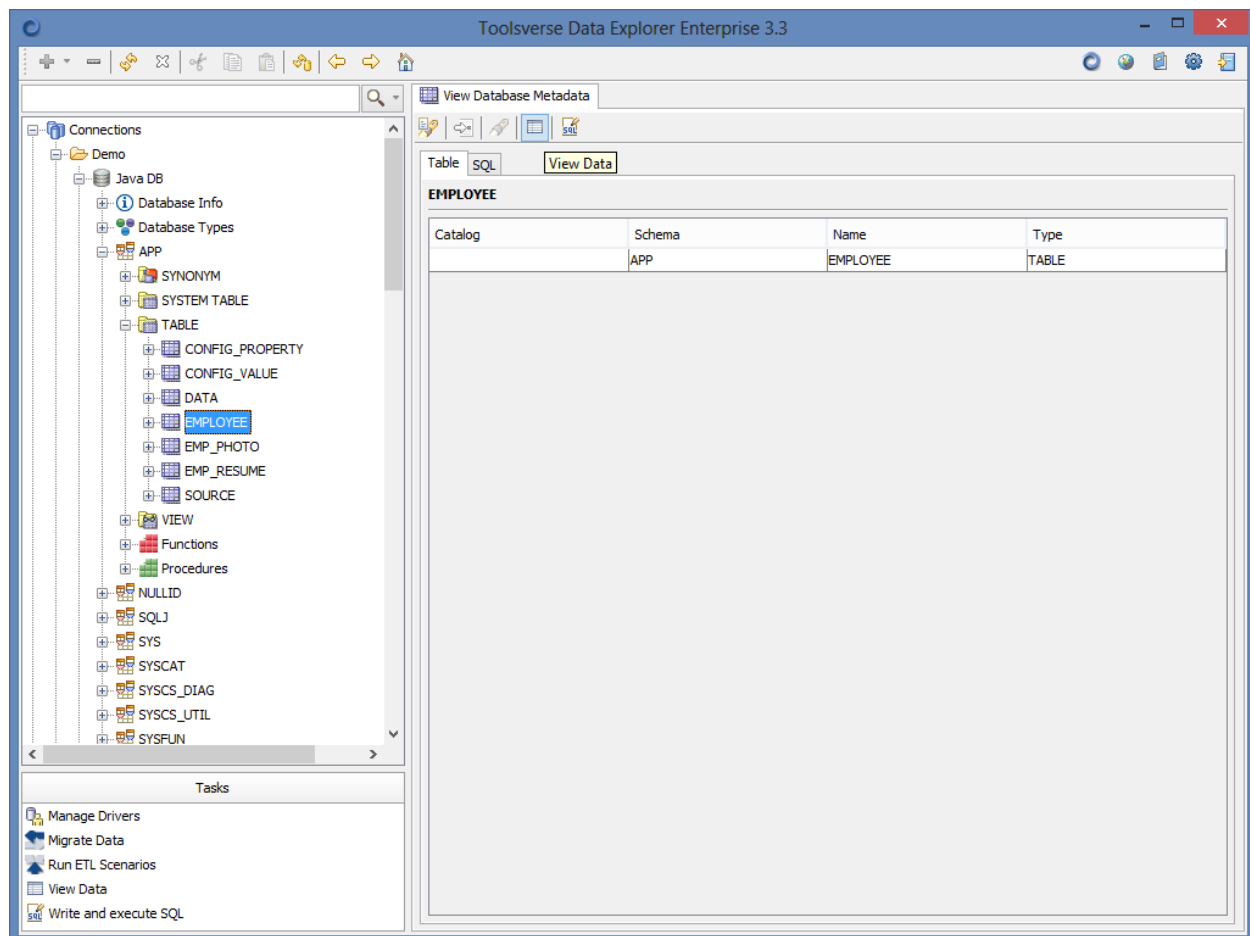 Toolsverse Data Explorer Enterprise 3.3
Connections
Demo
Java DB
Database Info
Database Types
APP
SYNONYM
SYSTEM TABLE
TABLE
CONFIG_PROPERTY
CONFIG_VALUE
DATA
EMPLOYEE
EMP_PHOTO
EMP_RESUME
SOURCE
VIEW
Functions
Procedures
NULLID
SQLJ
SYS
SYSCAT
SYSCS_DIAG
SYSCS_UTIL
SYSFUN
Tasks
Manage Drivers
Migrate Data
Run ETL Scenarios
View Data
SQL Write and execute SQL
View Database Metadata
SQL
Table SQL View Data
EMPLOYEE
Catalog Schema Name Type
APP EMPLOYEE TABLE